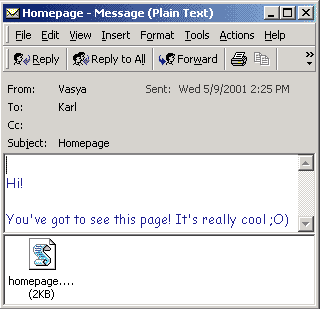 Homepage - Message (Plain Text)
File Edit View Insert Format Tools Actions Help
Reply Reply to All Forward
From: Vasya Sent: Wed 5/9/2001 2:25 PM
To: Karl
Cc:
Subject: Homepage
Hi!
You've got to see this page! It's really cool ;O)
homepage....
(2KB)